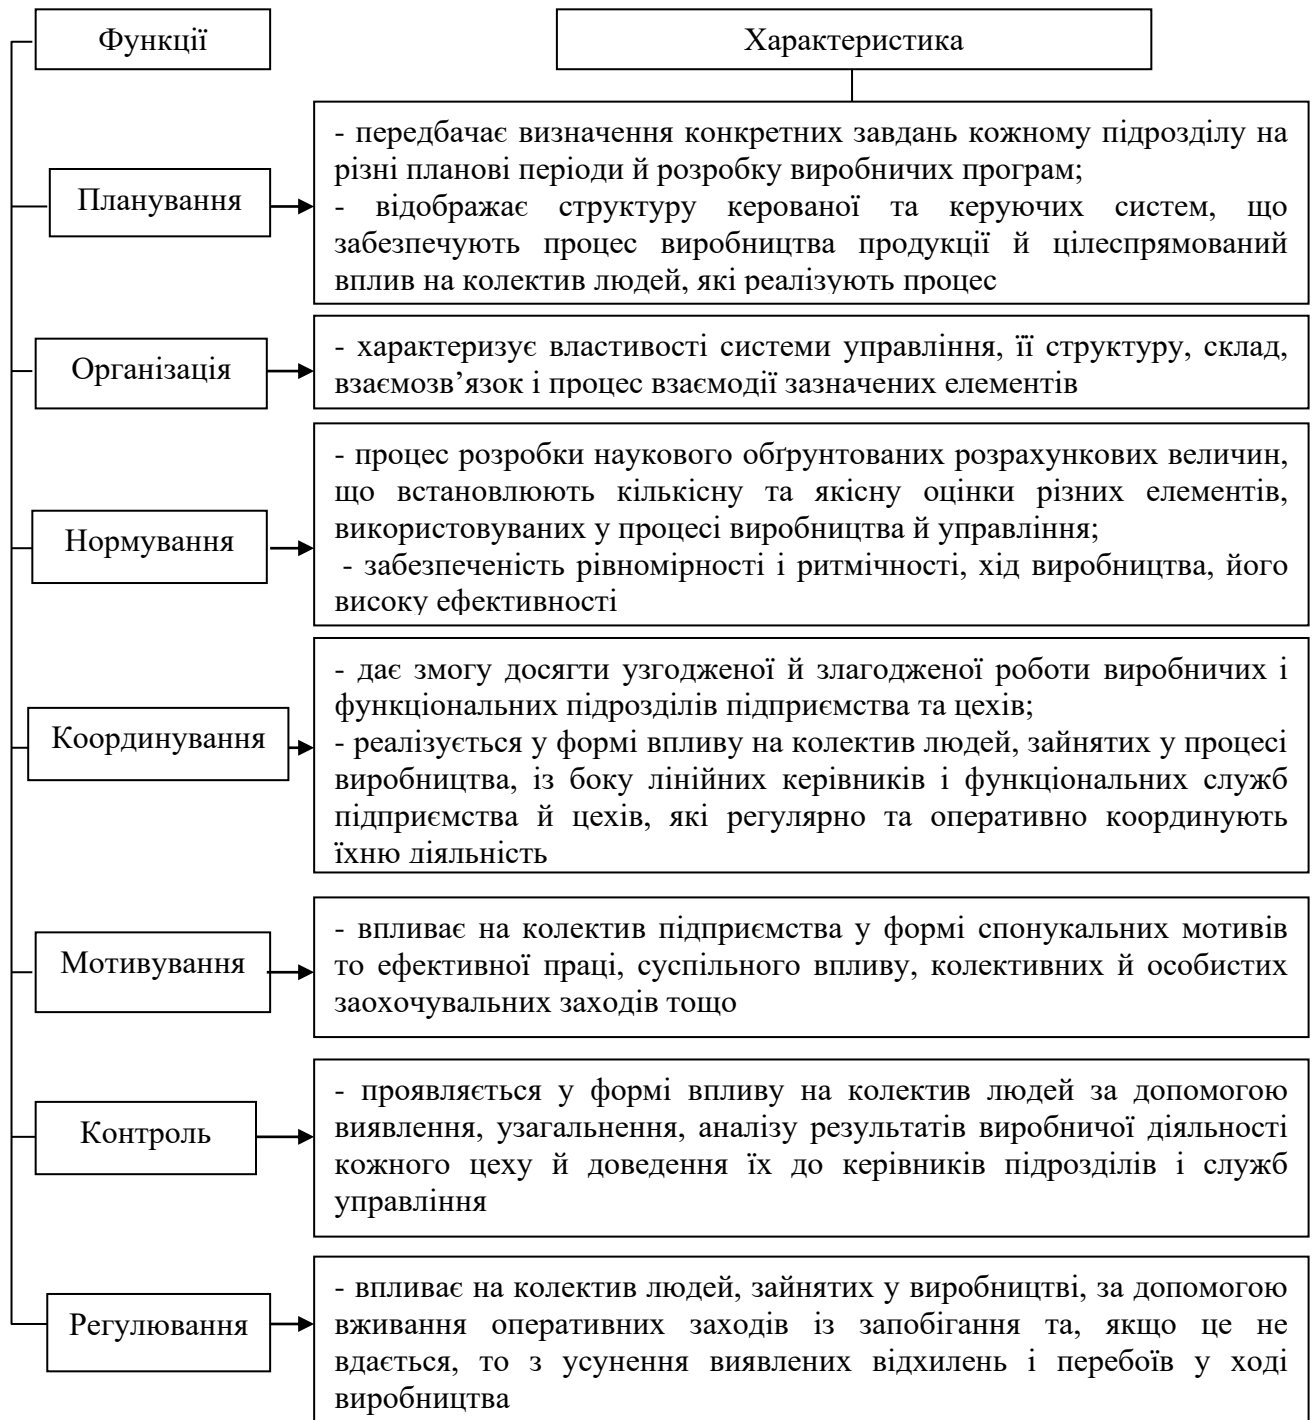 Функції
Характеристика
Планування
- передбачає визначення конкретних завдань кожному підрозділу на
різні планові періоди й розробку виробничих програм;
- відображає структуру керованої та керуючих систем, що
забезпечують процес виробництва продукції й цілеспрямований
вплив на колектив людей, які реалізують процес
Організація
- характеризує властивості системи управління, її структуру, склад,
взаємозв’язок і процес взаємодії зазначених елементів
Нормування
- процес розробки наукового обґрунтованих розрахункових величин,
що встановлюють кількісну та якісну оцінки різних елементів,
використовуваних у процесі виробництва й управління;
- забезпеченість рівномірності і ритмічності, хід виробництва, його
високу ефективності
Координування
- дає змогу досягти узгодженої й злагодженої роботи виробничих і
функціональних підрозділів підприємства та цехів;
- реалізується у формі впливу на колектив людей, зайнятих у процесі
виробництва, із боку лінійних керівників і функціональних служб
підприємства й цехів, які регулярно та оперативно координують
їхню діяльність
Мотивування
- впливає на колектив підприємства у формі спонукальних мотивів
то ефективної праці, суспільного впливу, колективних й особистих
заохочувальних заходів тощо
Контроль
- проявляється у формі впливу на колектив людей за допомогою
виявлення, узагальнення, аналізу результатів виробничої діяльності
кожного цеху й доведення їх до керівників підрозділів і служб
управління
Регулювання
- впливає на колектив людей, зайнятих у виробництві, за допомогою
вживання оперативних заходів із запобігання та, якщо це не
вдається, то з усунення виявлених відхилень і перебоїв у ході
виробництва